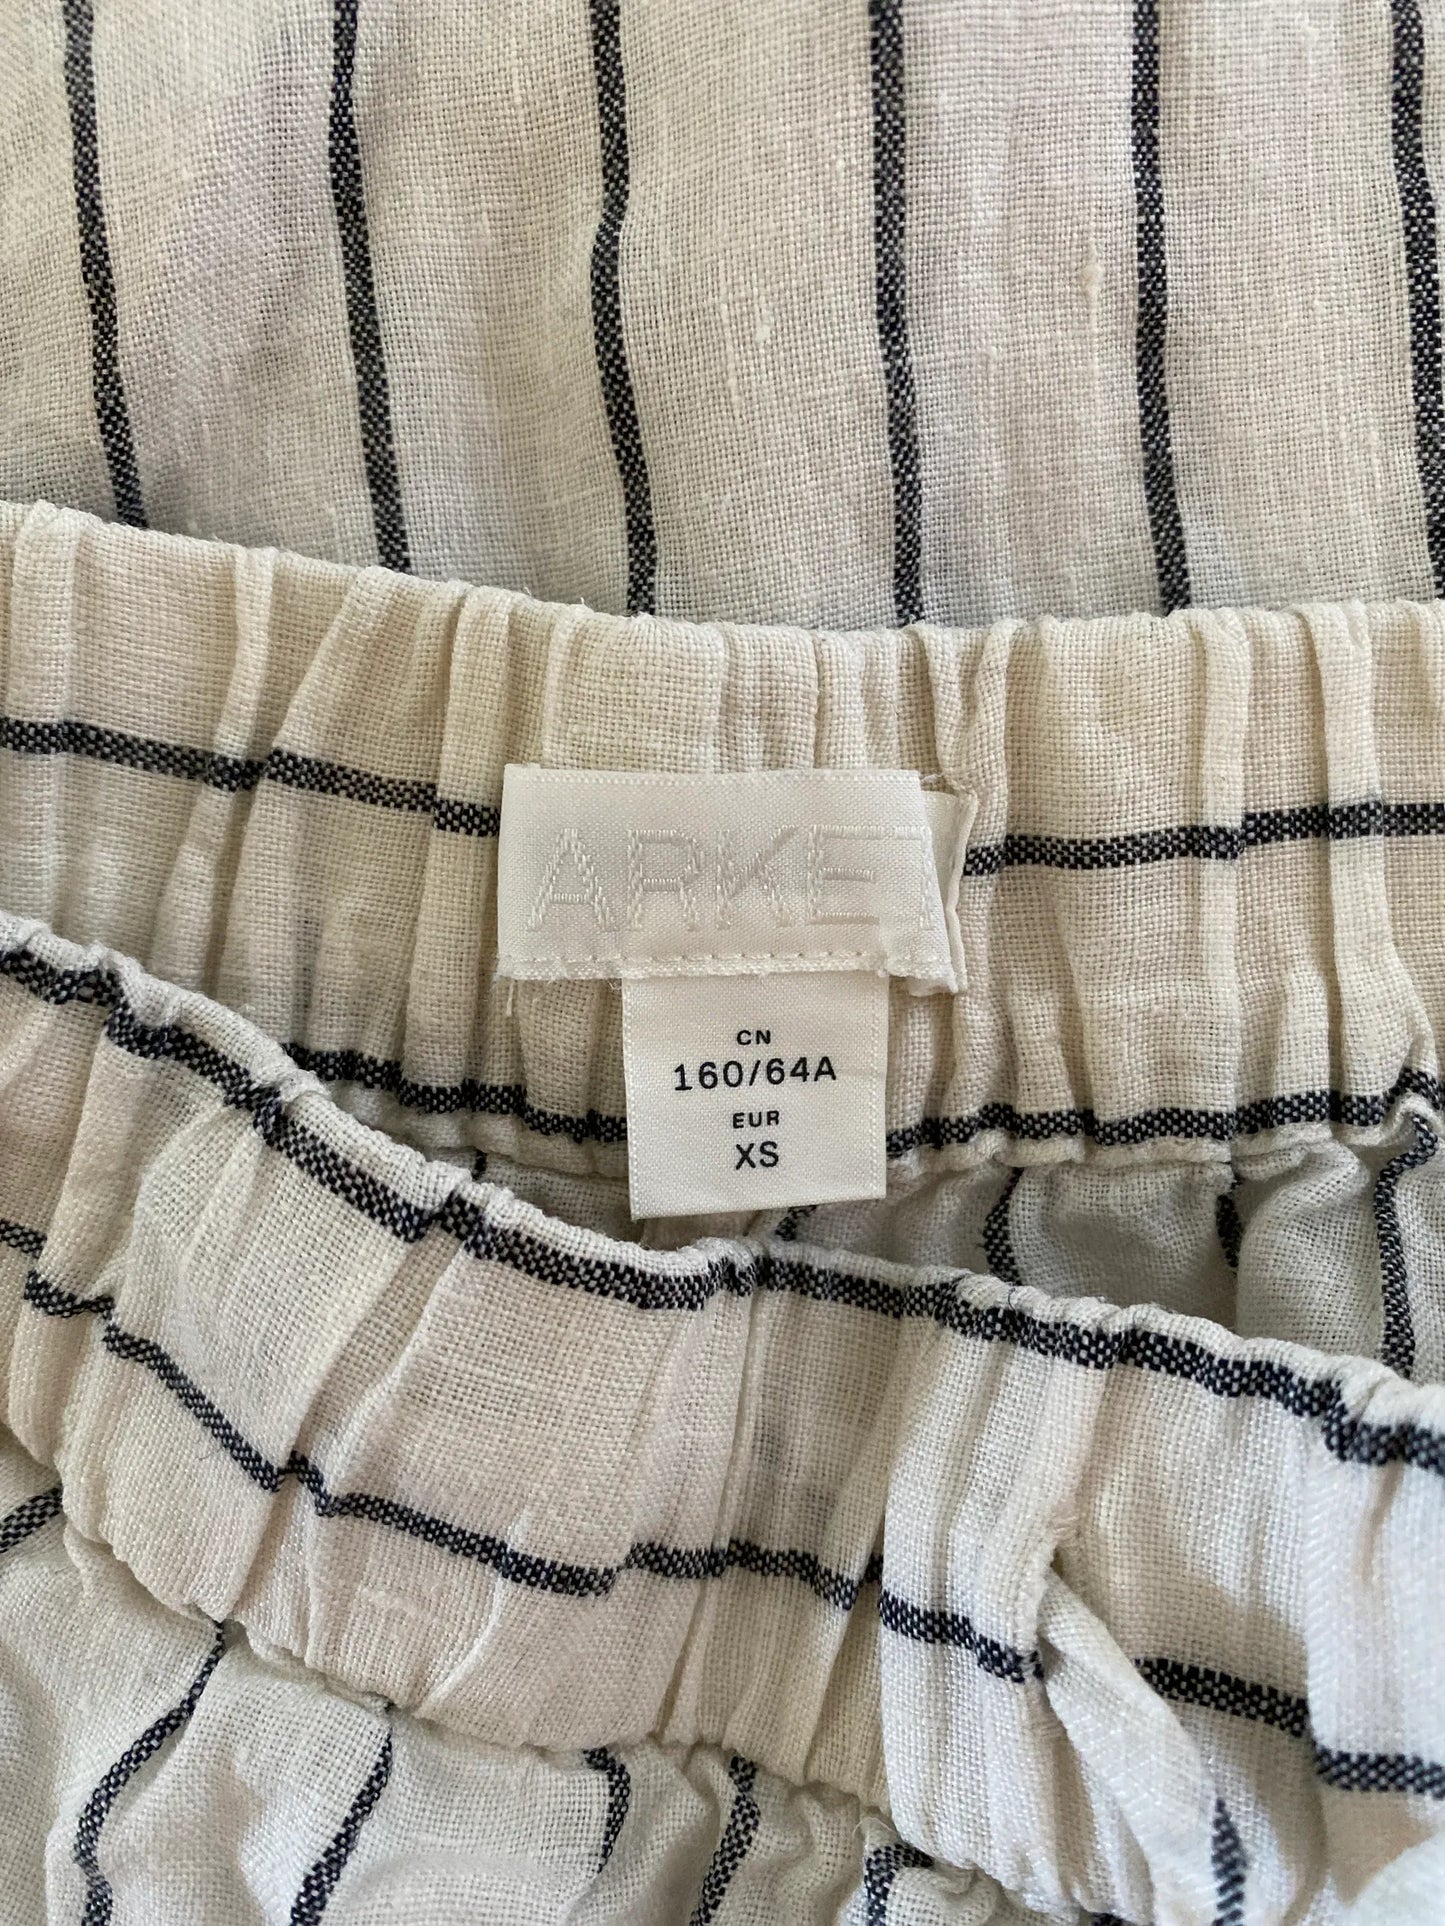 ARKET
CN
160/64A
EUR
XS